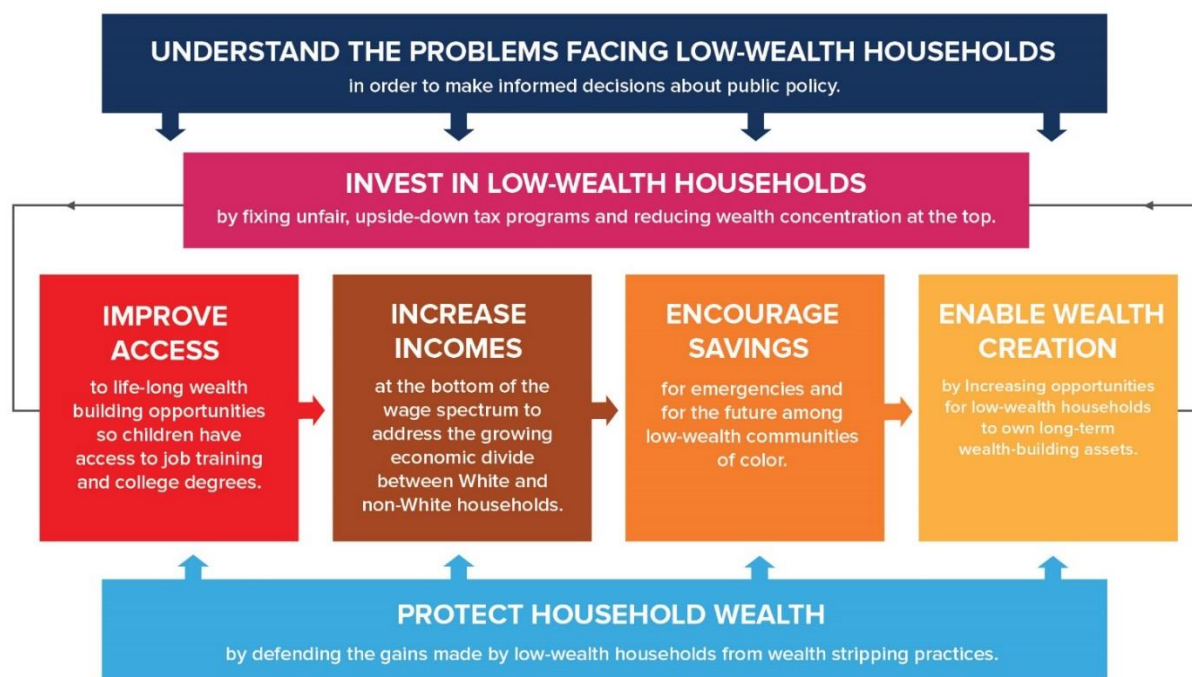 UNDERSTAND THE PROBLEMS FACING LOW-WEALTH HOUSEHOLDS
in order to make informed decisions about public policy.
INVEST IN LOW-WEALTH HOUSEHOLDS
by fixing unfair, upside-down tax programs and reducing wealth concentration at the top.
IMPROVE
ACCESS
to life-long wealth
building opportunities
so children have
access to job training
and college degrees.
INCREASE
INCOMES
at the bottom of the
wage spectrum to
address the growing
economic divide
between White and
non-White households.
ENCOURAGE
SAVINGS
for emergencies and
for the future among
low-wealth communities
of color.
ENABLE WEALTH
CREATION
by Increasing opportunities
for low-wealth households
to own long-term
wealth-building assets.
PROTECT HOUSEHOLD WEALTH
by defending the gains made by low-wealth households from wealth stripping practices.